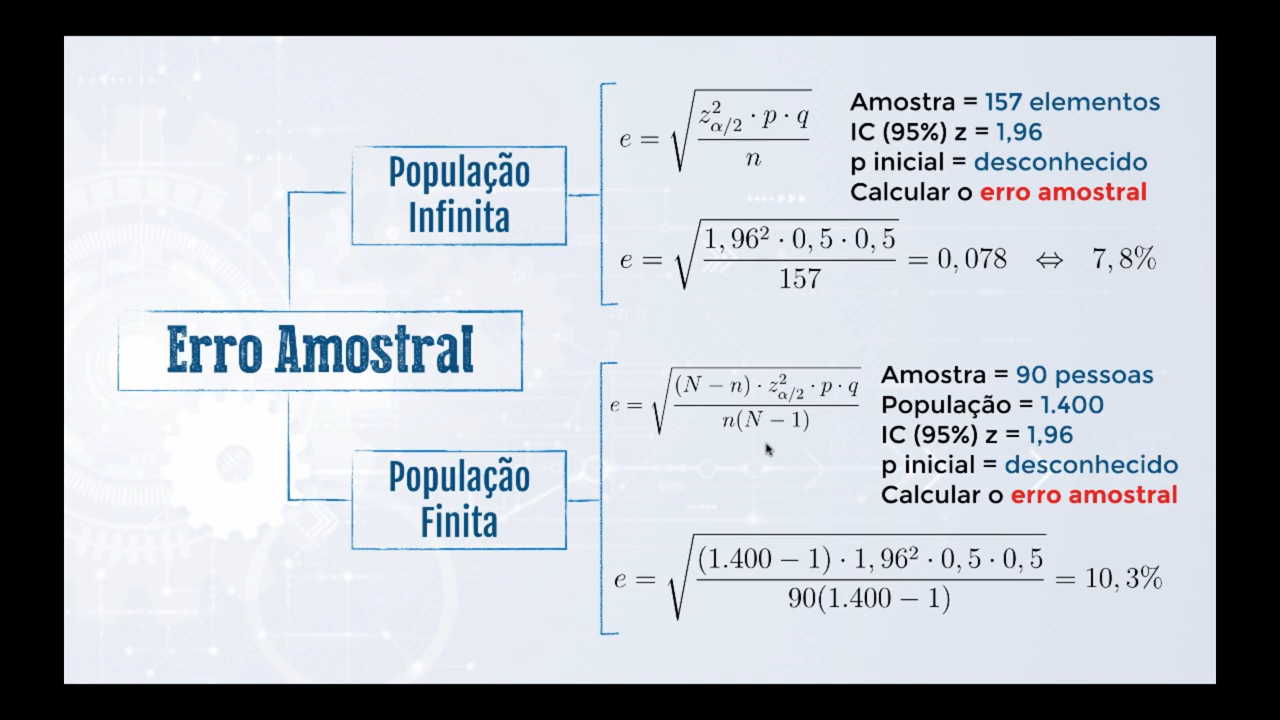 Erro Amostral
População
Infinita
e = √(z²α/2 · p · q / n)
Amostra = 157 elementos
IC (95%) z = 1,96
p inicial = desconhecido
Calcular o erro amostral
e = √(1,96² · 0,5 · 0,5 / 157) = 0,078 ⇔ 7,8%
População
Finita
e = √((N − n) · z²α/2 · p · q / n(N − 1))
Amostra = 90 pessoas
População = 1.400
IC (95%) z = 1,96
p inicial = desconhecido
Calcular o erro amostral
e = √((1.400 − 1) · 1,96² · 0,5 · 0,5 / 90(1.400 − 1)) = 10,3%